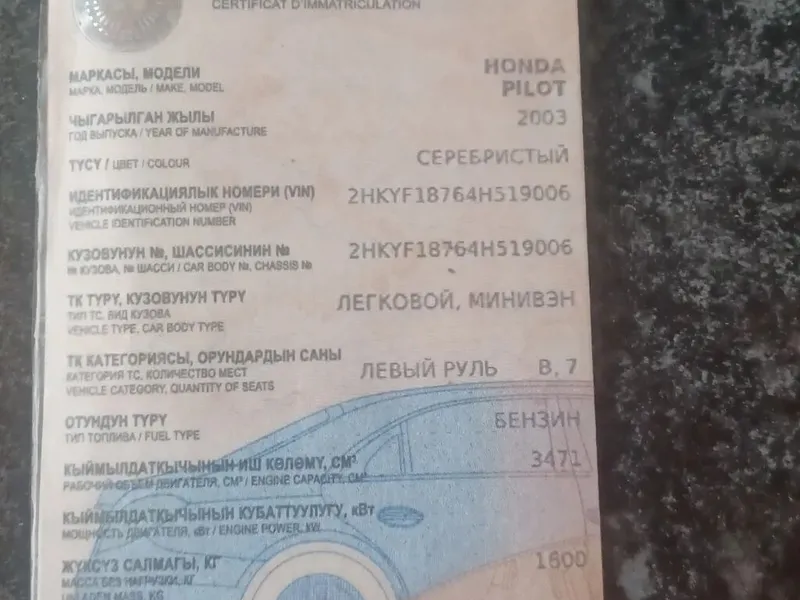 CERTIFICAT D'IMMATRICULATION
МАРКАСЫ, МОДЕЛИ
МАРКА, МОДЕЛЬ / MAKE, MODEL
HONDA
PILOT
ЧЫГАРЫЛГАН ЖЫЛЫ
ГОД ВЫПУСКА / YEAR OF MANUFACTURE
2003
ТҮСҮ / ЦВЕТ / COLOUR
СЕРЕБРИСТЫЙ
ИДЕНТИФИКАЦИЯЛЫК НОМЕРИ (VIN)
ИДЕНТИФИКАЦИОННЫЙ НОМЕР (VIN)
VEHICLE IDENTIFICATION NUMBER
2HKYF18764H519006
КУЗОВУНУН №, ШАССИСИНИН №
№ КУЗОВА, № ШАССИ / CAR BODY №, CHASSIS №
2HKYF18764H519006
ТК ТҮРҮ, КУЗОВУНУН ТҮРҮ
ТИП ТС, ВИД КУЗОВА
VEHICLE TYPE, CAR BODY TYPE
ЛЕГКОВОЙ, МИНИВЭН
ТК КАТЕГОРИЯСЫ, ОРУНДАРДЫН САНЫ
КАТЕГОРИЯ ТС, КОЛИЧЕСТВО МЕСТ
VEHICLE CATEGORY, QUANTITY OF SEATS
ЛЕВЫЙ РУЛЬ B, 7
ОТУНДУН ТҮРҮ
ТИП ТОПЛИВА / FUEL TYPE
БЕНЗИН
КЫЙМЫЛДАТКЫЧЫНЫН ИШ КӨЛӨМҮ, СМ³
РАБОЧИЙ ОБЪЕМ ДВИГАТЕЛЯ, СМ³ / ENGINE CAPACITY, CM³
3471
КЫЙМЫЛДАТКЫЧЫНЫН КУБАТТУУЛУГУ, кВт
МОЩНОСТЬ ДВИГАТЕЛЯ, кВт / ENGINE POWER, KW
ЖҮКСҮЗ САЛМАГЫ, КГ
МАССА БЕЗ НАГРУЗКИ, КГ
UNLADEN MASS, KG
1600